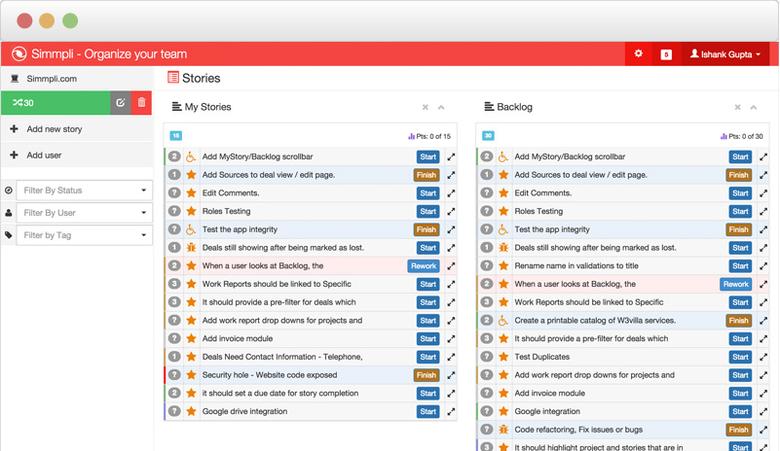 Simmpli - Organize your team
5
Ishank Gupta
Simmpli.com
30
Add new story
Add user
Filter By Status
Filter By User
Filter by Tag
Stories
My Stories
15
Pts: 0 of 15
2 Add MyStory/Backlog scrollbar Start
1 Add Sources to deal view / edit page. Finish
? Edit Comments. Start
? Roles Testing Start
? Test the app integrity Finish
1 Deals still showing after being marked as lost. Start
2 When a user looks at Backlog, the Rework
3 Work Reports should be linked to Specific Start
3 It should provide a pre-filter for deals which Start
? Add work report drop downs for projects and Start
? Add invoice module Start
1 Deals Need Contact Information - Telephone, Start
? Security hole - Website code exposed Finish
2 it should set a due date for story completion Start
? Google drive integration Start
Backlog
30
Pts: 0 of 30
2 Add MyStory/Backlog scrollbar Start
1 Add Sources to deal view / edit page. Finish
? Edit Comments. Start
? Roles Testing Start
? Test the app integrity Finish
1 Deals still showing after being marked as lost. Start
? Rename name in validations to title Start
2 When a user looks at Backlog, the Rework
3 Work Reports should be linked to Specific Start
2 Create a printable catalog of W3villa services. Finish
3 It should provide a pre-filter for deals which Start
? Test Duplicates Start
? Add work report drop downs for projects and Start
? Add invoice module Start
? Google integration Start
? Code refactoring, Fix issues or bugs Finish
3 It should highlight project and stories that are in Start